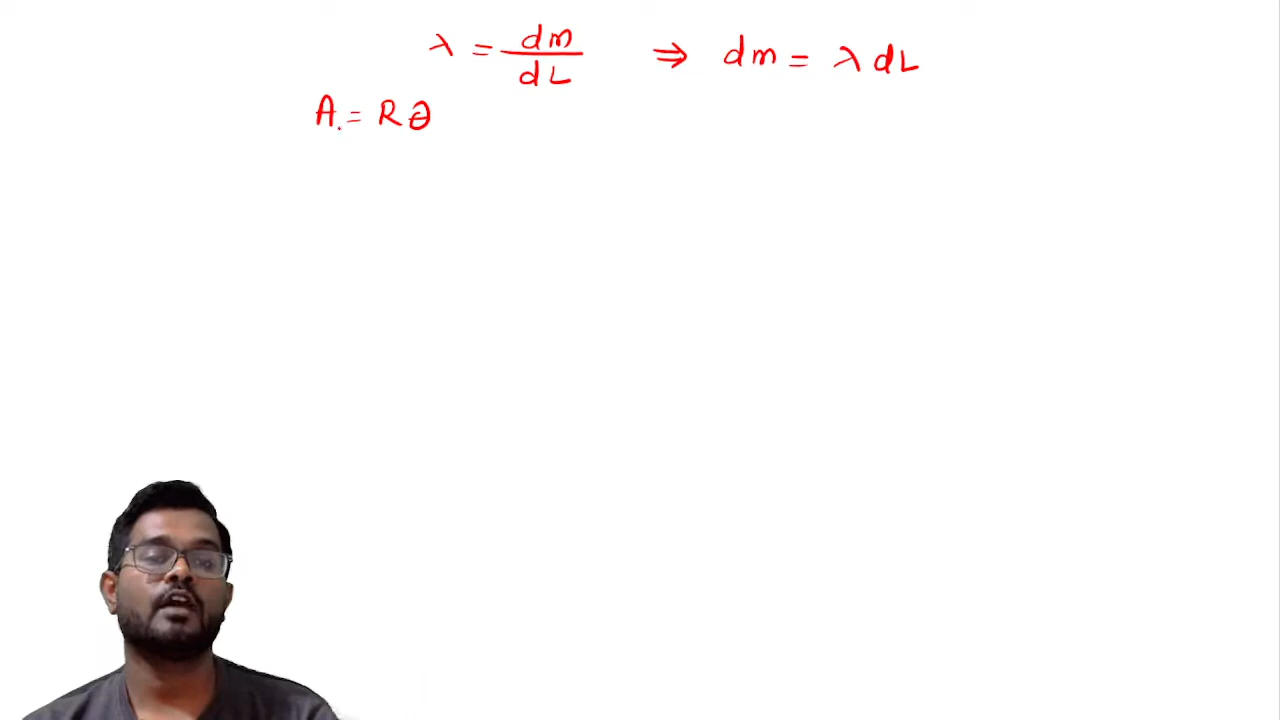 λ = dm/dL ⇒ dm = λ dL
A. = Rθ